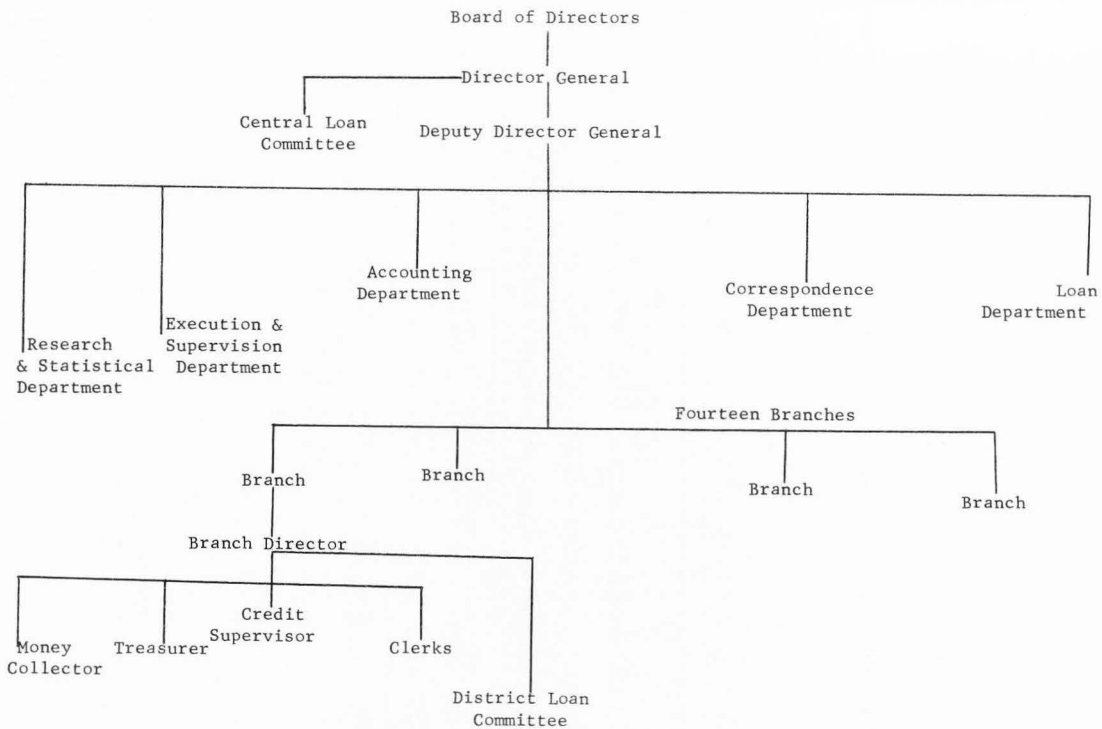 Board of Directors
Director General
Central Loan
Committee
Deputy Director General
Accounting
Department
Correspondence
Department
Loan
Department
Execution &
Supervision
Department
Research
& Statistical
Department
Fourteen Branches
Branch
Branch
Branch
Branch
Branch Director
Money
Collector
Treasurer
Credit
Supervisor
Clerks
District Loan
Committee